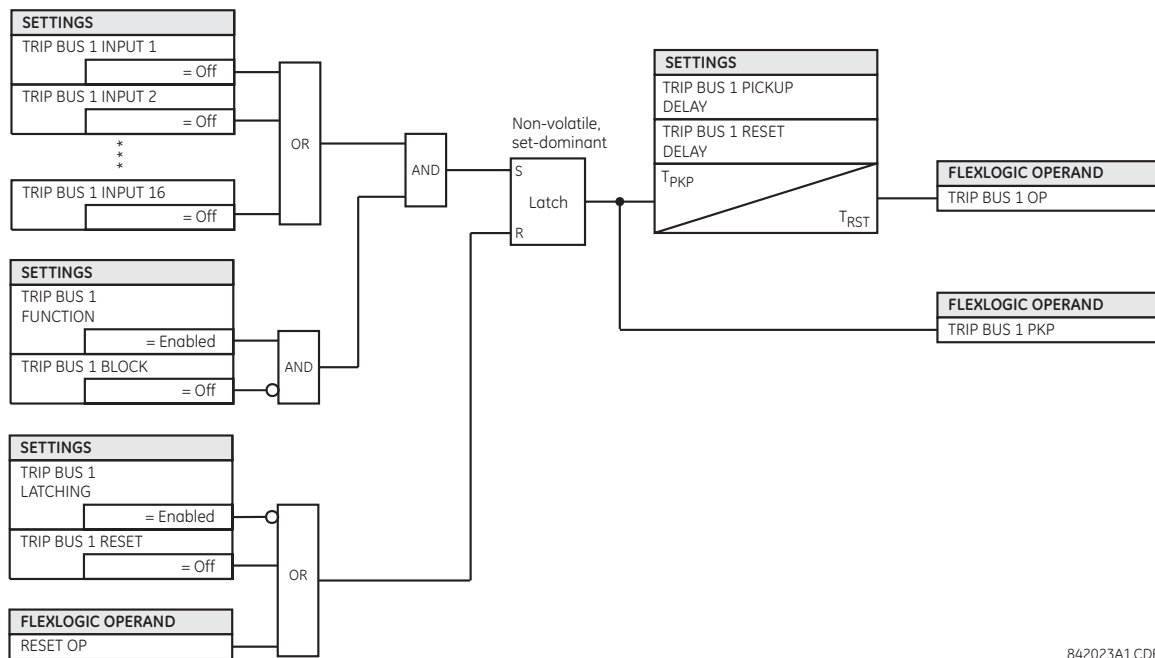 SETTINGS
TRIP BUS 1 INPUT 1
= Off
TRIP BUS 1 INPUT 2
= Off
***
TRIP BUS 1 INPUT 16
= Off
OR
SETTINGS
TRIP BUS 1
FUNCTION
= Enabled
TRIP BUS 1 BLOCK
= Off
AND
AND
SETTINGS
TRIP BUS 1
LATCHING
= Enabled
TRIP BUS 1 RESET
= Off
OR
FLEXLOGIC OPERAND
RESET OP
Non-volatile,
set-dominant
S
Latch
R
SETTINGS
TRIP BUS 1 PICKUP
DELAY
TRIP BUS 1 RESET
DELAY
TPKP
TRST
FLEXLOGIC OPERAND
TRIP BUS 1 OP
FLEXLOGIC OPERAND
TRIP BUS 1 PKP